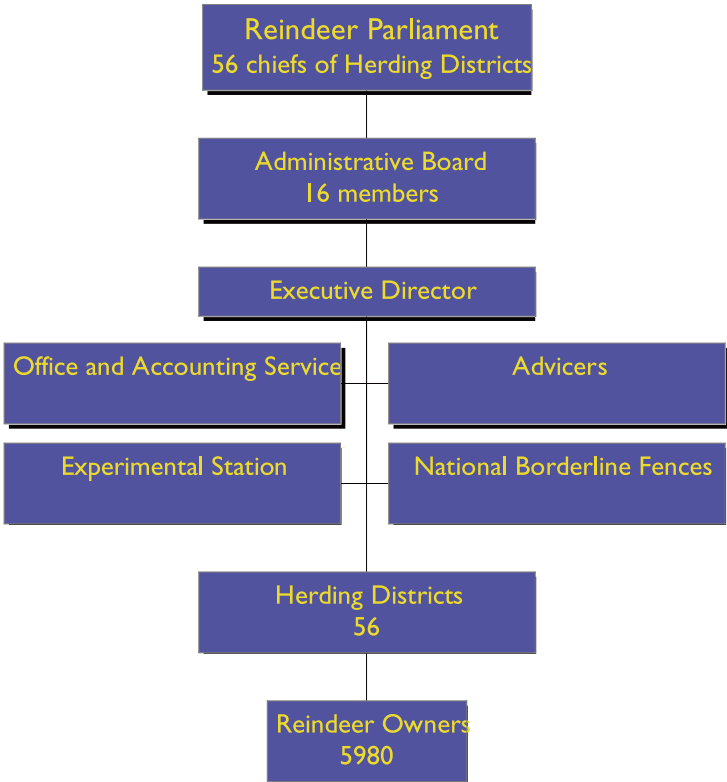 Reindeer Parliament
56 chiefs of Herding Districts
Administrative Board
16 members
Executive Director
Office and Accounting Service
Advicers
Experimental Station
National Borderline Fences
Herding Districts
56
Reindeer Owners
5980